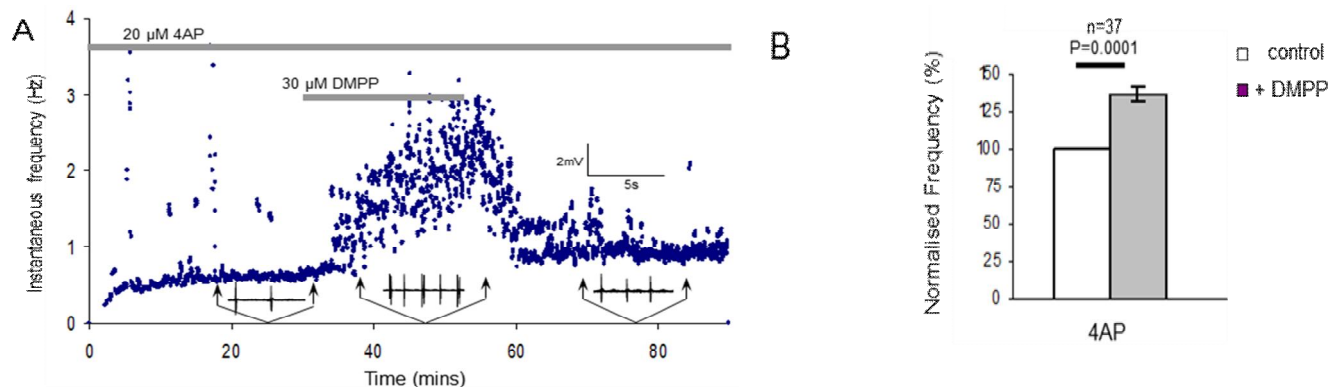 A
Instantaneous frequency (Hz)
4
3
2
1
0
20 µM 4AP
30 µM DMPP
2mV
5s
0
20
40
60
80
Time (mins)
B
n=37
P=0.0001
control
+ DMPP
Normalised Frequency (%)
150
125
100
75
50
25
0
4AP